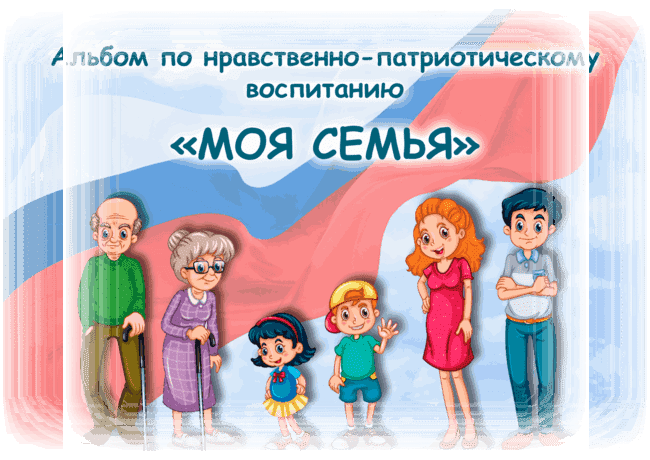 Альбом по нравственно-патриотическому
воспитанию
«МОЯ СЕМЬЯ»